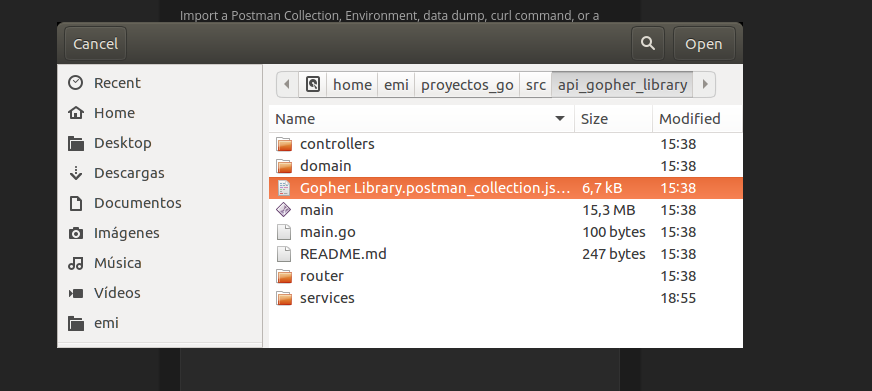 Import a Postman Collection, Environment, data dump, curl command, or a
Cancel
Open
Recent
Home
Desktop
Descargas
Documentos
Imágenes
Música
Vídeos
emi
home emi proyectos_go src api_gopher_library
Name Size Modified
controllers 15:38
domain 15:38
Gopher Library.postman_collection.js... 6,7 kB 15:38
main 15,3 MB 15:38
main.go 100 bytes 15:38
README.md 247 bytes 15:38
router 15:38
services 18:55